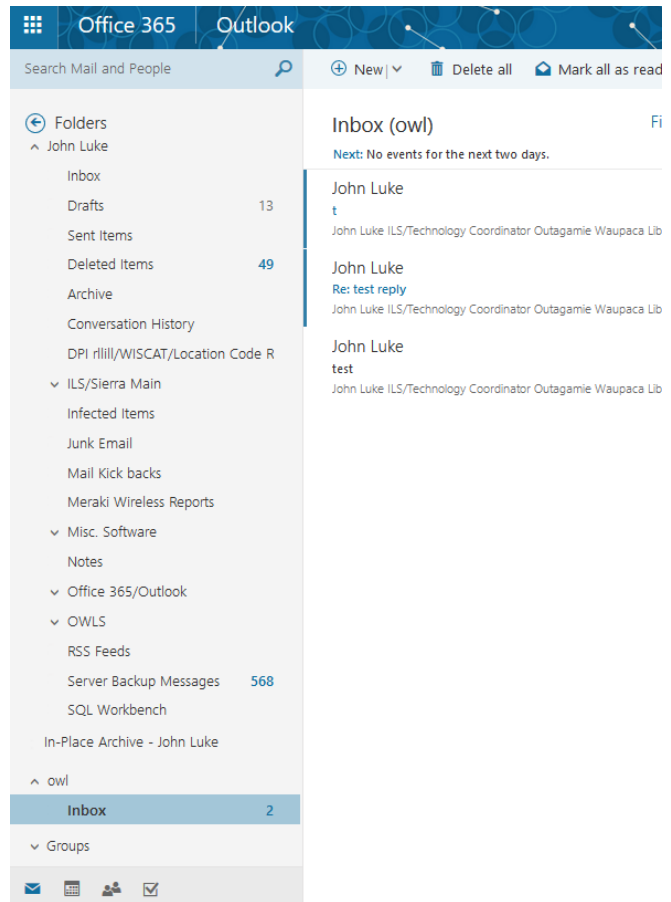 Office 365 Outlook
Search Mail and People
New
Delete all
Mark all as read
Folders
John Luke
Inbox
Drafts 13
Sent Items
Deleted Items 49
Archive
Conversation History
DPI rllill/WISCAT/Location Code R
ILS/Sierra Main
Infected Items
Junk Email
Mail Kick backs
Meraki Wireless Reports
Misc. Software
Notes
Office 365/Outlook
OWLS
RSS Feeds
Server Backup Messages 568
SQL Workbench
In-Place Archive - John Luke
owl
Inbox 2
Groups
Inbox (owl) Fi
Next: No events for the next two days.
John Luke
t
John Luke ILS/Technology Coordinator Outagamie Waupaca Lib
John Luke
Re: test reply
John Luke ILS/Technology Coordinator Outagamie Waupaca Lib
John Luke
test
John Luke ILS/Technology Coordinator Outagamie Waupaca Lib